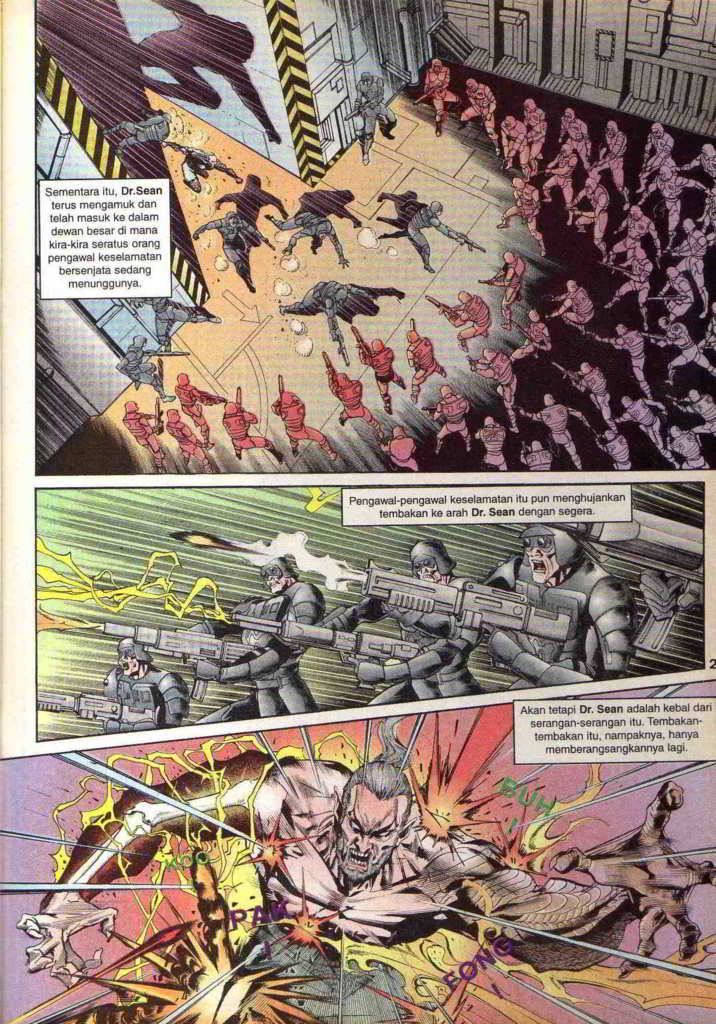 Sementara itu, Dr.Sean
terus mengamuk dan
telah masuk ke dalam
dewan besar di mana
kira-kira seratus orang
pengawal keselamatan
bersenjata sedang
menunggunya.
Pengawal-pengawal keselamatan itu pun menghujankan
tembakan ke arah Dr. Sean dengan segera.
2
Akan tetapi Dr. Sean adalah kebal dari
serangan-serangan itu. Tembakan-
tembakan itu, nampaknya, hanya
memberangsangkannya lagi.
BUH
!
PAK
!
FONG
!